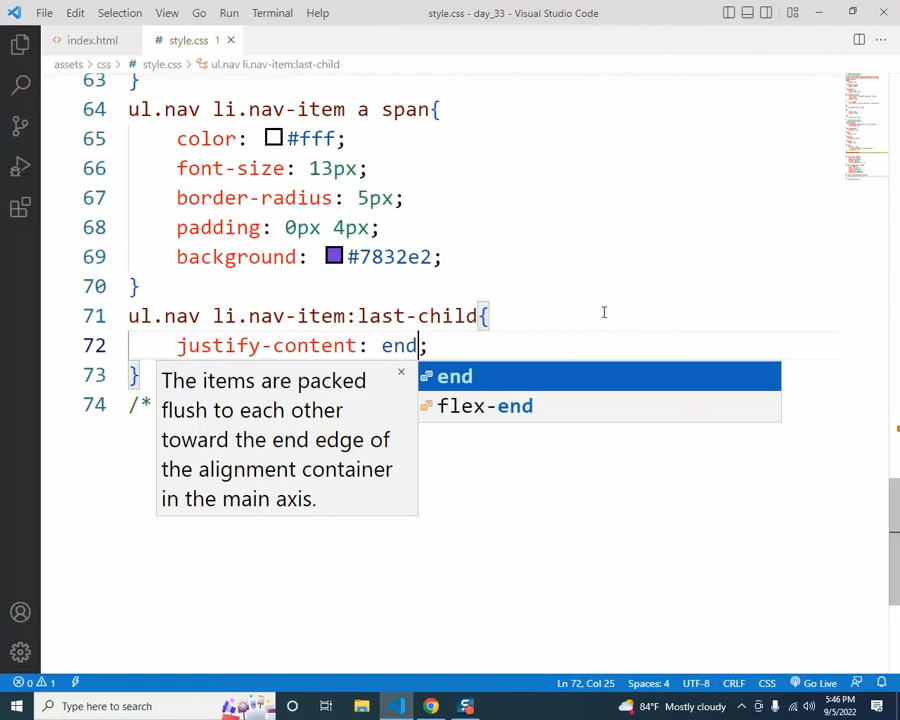 File Edit Selection View Go Run Terminal Help
style.css - day_33 - Visual Studio Code
index.html
# style.css 1
assets > css > # style.css > ul.nav li.nav-item:last-child
63 }
64 ul.nav li.nav-item a span{
65 color: #fff;
66 font-size: 13px;
67 border-radius: 5px;
68 padding: 0px 4px;
69 background: #7832e2;
70 }
71 ul.nav li.nav-item:last-child{
72 justify-content: end;
73 }
74 /*
The items are packed
flush to each other
toward the end edge of
the alignment container
in the main axis.
end
flex-end
0 1
Ln 72, Col 25 Spaces: 4 UTF-8 CRLF CSS Go Live
Type here to search
84°F Mostly cloudy
5:46 PM
9/5/2022